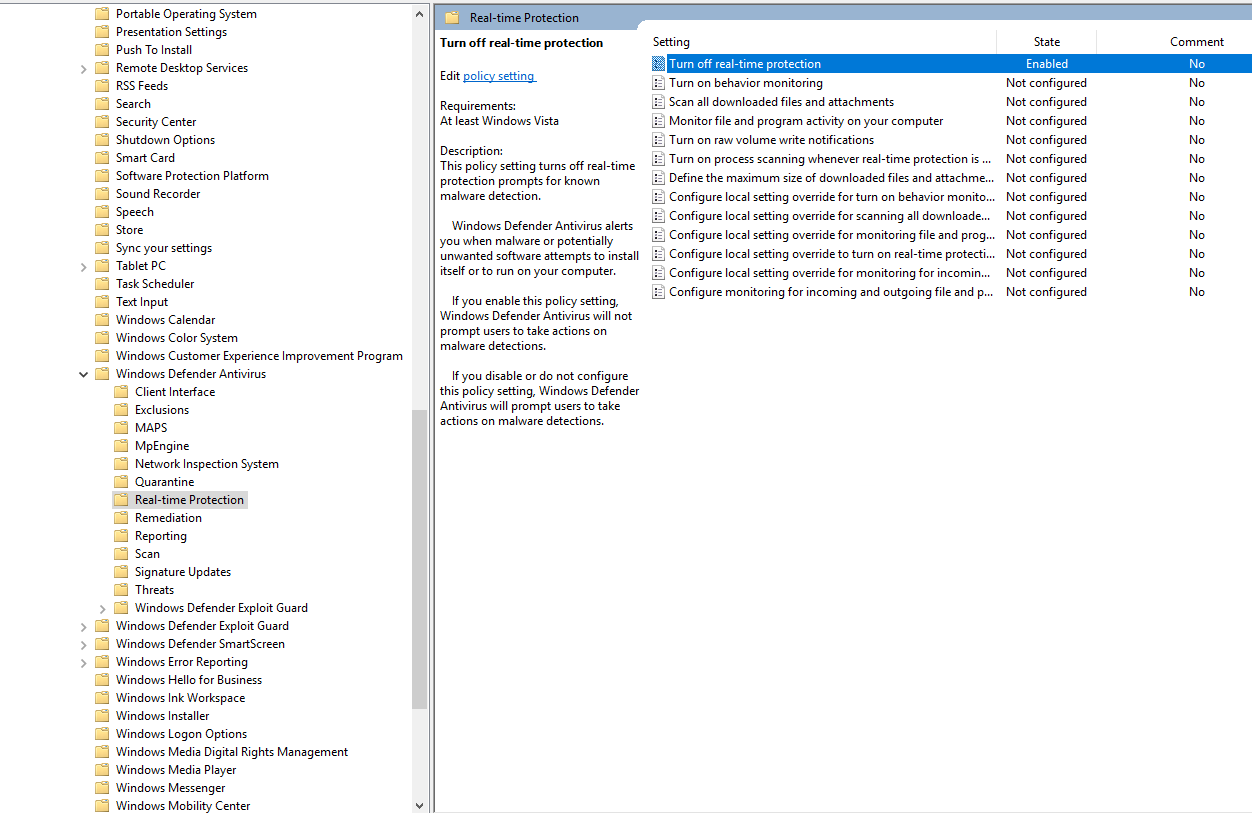 Portable Operating System
Presentation Settings
Push To Install
Remote Desktop Services
RSS Feeds
Search
Security Center
Shutdown Options
Smart Card
Software Protection Platform
Sound Recorder
Speech
Store
Sync your settings
Tablet PC
Task Scheduler
Text Input
Windows Calendar
Windows Color System
Windows Customer Experience Improvement Program
Windows Defender Antivirus
Client Interface
Exclusions
MAPS
MpEngine
Network Inspection System
Quarantine
Real-time Protection
Remediation
Reporting
Scan
Signature Updates
Threats
Windows Defender Exploit Guard
Windows Defender Exploit Guard
Windows Defender SmartScreen
Windows Error Reporting
Windows Hello for Business
Windows Ink Workspace
Windows Installer
Windows Logon Options
Windows Media Digital Rights Management
Windows Media Player
Windows Messenger
Windows Mobility Center
Real-time Protection
Turn off real-time protection
Edit policy setting
Requirements:
At least Windows Vista
Description:
This policy setting turns off real-time
protection prompts for known
malware detection.
Windows Defender Antivirus alerts
you when malware or potentially
unwanted software attempts to install
itself or to run on your computer.
If you enable this policy setting,
Windows Defender Antivirus will not
prompt users to take actions on
malware detections.
If you disable or do not configure
this policy setting, Windows Defender
Antivirus will prompt users to take
actions on malware detections.
Setting State Comment
Turn off real-time protection Enabled No
Turn on behavior monitoring Not configured No
Scan all downloaded files and attachments Not configured No
Monitor file and program activity on your computer Not configured No
Turn on raw volume write notifications Not configured No
Turn on process scanning whenever real-time protection is ... Not configured No
Define the maximum size of downloaded files and attachme... Not configured No
Configure local setting override for turn on behavior monito... Not configured No
Configure local setting override for scanning all downloade... Not configured No
Configure local setting override for monitoring file and prog... Not configured No
Configure local setting override to turn on real-time protecti... Not configured No
Configure local setting override for monitoring for incomin... Not configured No
Configure monitoring for incoming and outgoing file and p... Not configured No